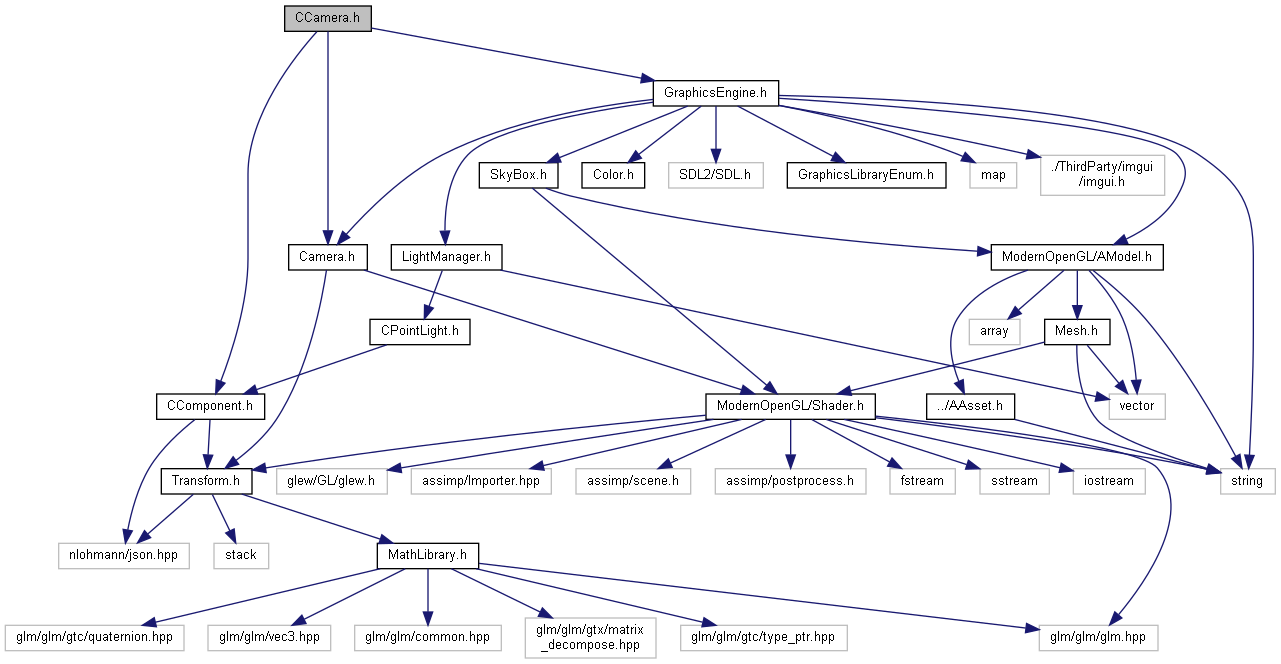 CCamera.h
GraphicsEngine.h
SkyBox.h
Color.h
SDL2/SDL.h
GraphicsLibraryEnum.h
map
./ThirdParty/imgui
/imgui.h
Camera.h
LightManager.h
ModernOpenGL/AModel.h
CPointLight.h
array
Mesh.h
CComponent.h
ModernOpenGL/Shader.h
../AAsset.h
vector
Transform.h
glew/GL/glew.h
assimp/Importer.hpp
assimp/scene.h
assimp/postprocess.h
fstream
sstream
iostream
string
nlohmann/json.hpp
stack
MathLibrary.h
glm/glm/gtc/quaternion.hpp
glm/glm/vec3.hpp
glm/glm/common.hpp
glm/glm/gtx/matrix
_decompose.hpp
glm/glm/gtc/type_ptr.hpp
glm/glm/glm.hpp